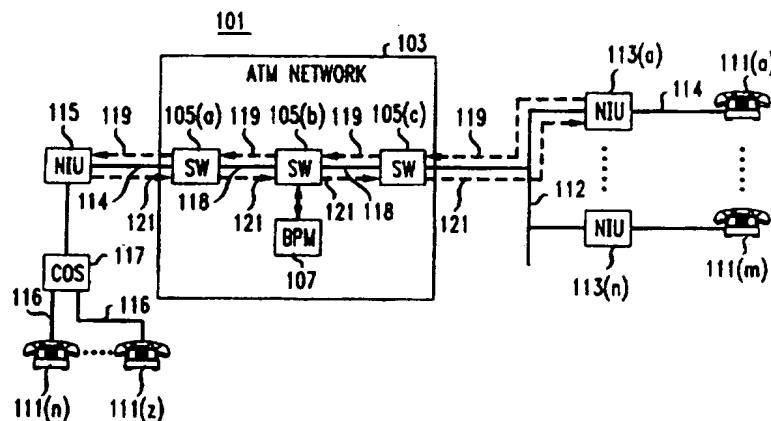 101
103
ATM NETWORK
113(a)
111(a)
115
119
105(a)
119
105(b)
119
105(c)
119
NIU
114
NIU
SW
SW
SW
114
121
118
121
121
118
121
112
BPM
107
117
COS
NIU
113(n)
111(m)
116
116
111(n)
111(z)